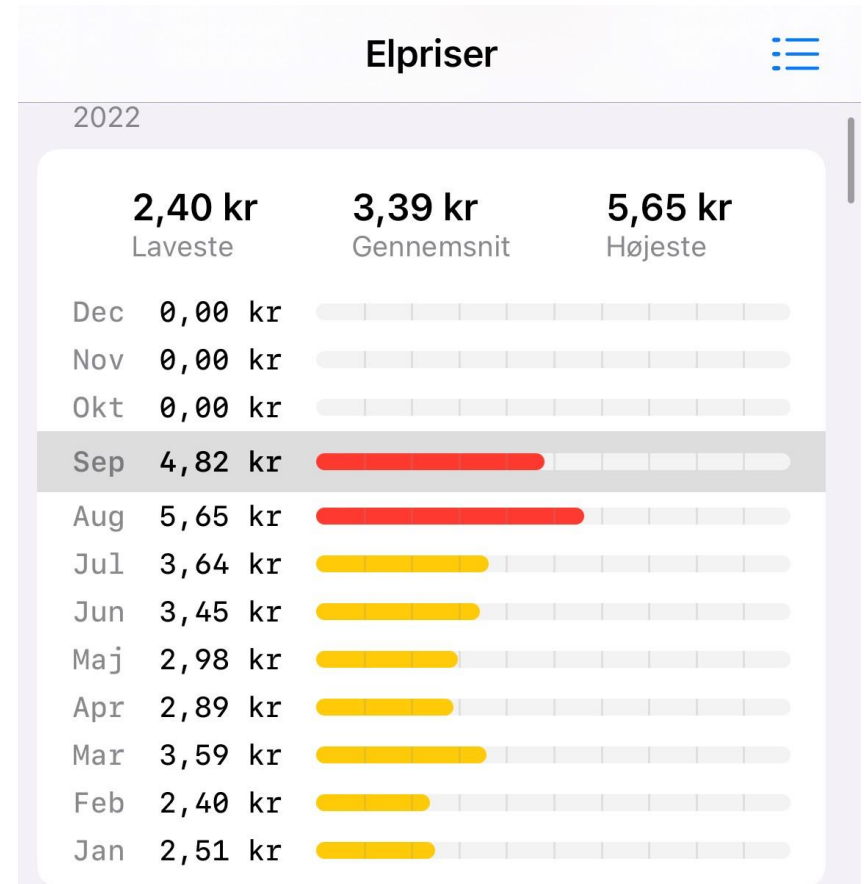 Elpriser
2022
2,40 kr 3,39 kr 5,65 kr
Laveste Gennemsnit Højeste
Dec 0,00 kr
Nov 0,00 kr
Okt 0,00 kr
Sep 4,82 kr
Aug 5,65 kr
Jul 3,64 kr
Jun 3,45 kr
Maj 2,98 kr
Apr 2,89 kr
Mar 3,59 kr
Feb 2,40 kr
Jan 2,51 kr